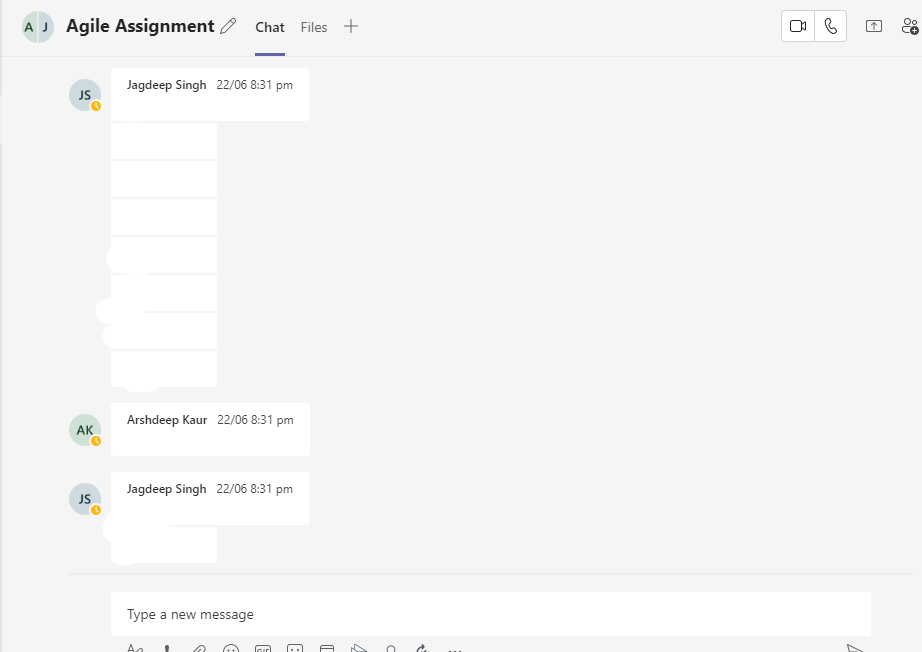 A J Agile Assignment Chat Files
JS Jagdeep Singh 22/06 8:31 pm
AK Arshdeep Kaur 22/06 8:31 pm
JS Jagdeep Singh 22/06 8:31 pm
Type a new message
GIF